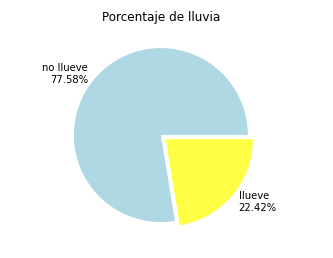 Porcentaje de lluvia
no llueve
77.58%
llueve
22.42%